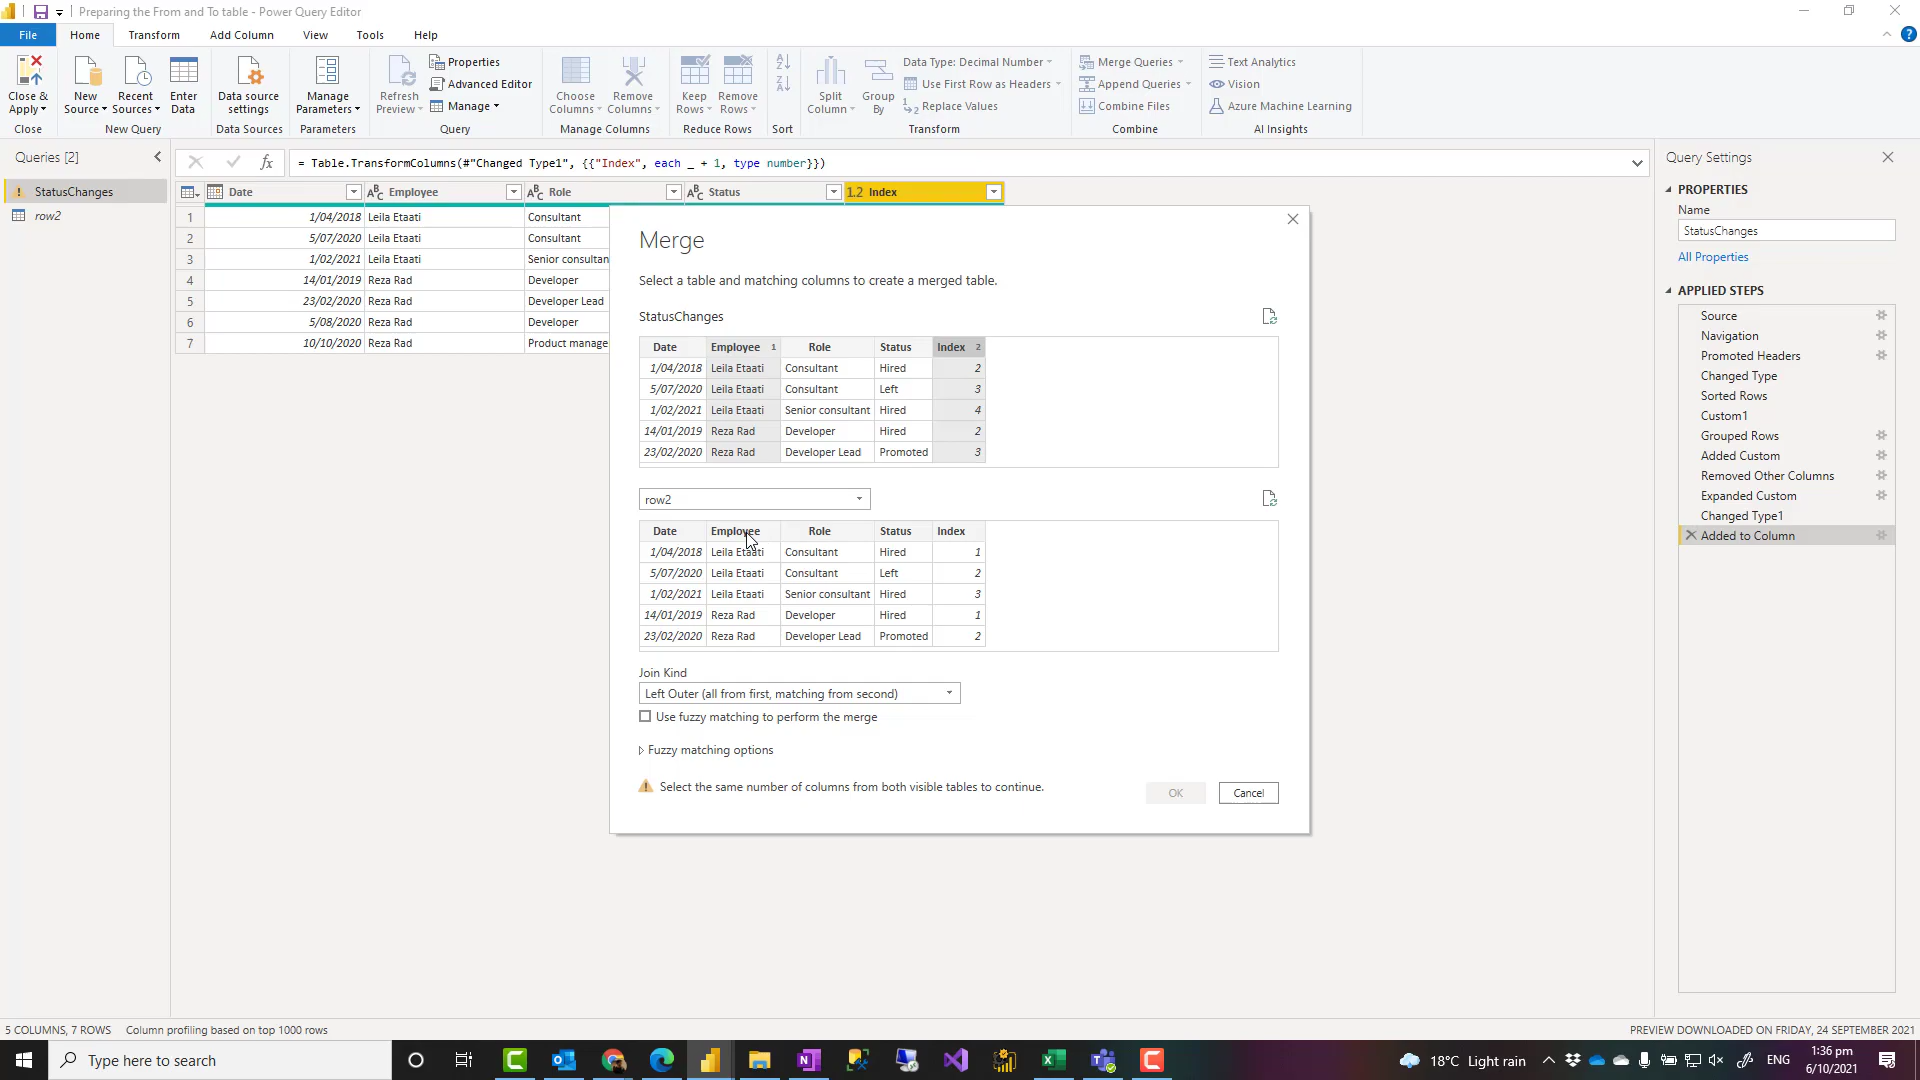 Preparing the From and To table - Power Query Editor
File Home Transform Add Column View Tools Help
Close & Apply
Close
New Source
Recent Sources
Enter Data
New Query
Data source settings
Data Sources
Manage Parameters
Parameters
Refresh Preview
Properties
Advanced Editor
Manage
Query
Choose Columns
Remove Columns
Manage Columns
Keep Rows
Remove Rows
Reduce Rows
Sort
Split Column
Group By
Data Type: Decimal Number
Use First Row as Headers
Replace Values
Transform
Merge Queries
Append Queries
Combine Files
Combine
Text Analytics
Vision
Azure Machine Learning
AI Insights
Queries [2]
StatusChanges
row2
fx = Table.TransformColumns(#"Changed Type1", {{"Index", each _ + 1, type number}})
Date ABC Employee ABC Role ABC Status 1.2 Index
1 1/04/2018 Leila Etaati Consultant
2 5/07/2020 Leila Etaati Consultant
3 1/02/2021 Leila Etaati Senior consultan
4 14/01/2019 Reza Rad Developer
5 23/02/2020 Reza Rad Developer Lead
6 5/08/2020 Reza Rad Developer
7 10/10/2020 Reza Rad Product manage
Merge
Select a table and matching columns to create a merged table.
StatusChanges
Date Employee 1 Role Status Index 2
1/04/2018 Leila Etaati Consultant Hired 2
5/07/2020 Leila Etaati Consultant Left 3
1/02/2021 Leila Etaati Senior consultant Hired 4
14/01/2019 Reza Rad Developer Hired 2
23/02/2020 Reza Rad Developer Lead Promoted 3
row2
Date Employee Role Status Index
1/04/2018 Leila Etaati Consultant Hired 1
5/07/2020 Leila Etaati Consultant Left 2
1/02/2021 Leila Etaati Senior consultant Hired 3
14/01/2019 Reza Rad Developer Hired 1
23/02/2020 Reza Rad Developer Lead Promoted 2
Join Kind
Left Outer (all from first, matching from second)
Use fuzzy matching to perform the merge
Fuzzy matching options
Select the same number of columns from both visible tables to continue.
OK Cancel
Query Settings
PROPERTIES
Name
StatusChanges
All Properties
APPLIED STEPS
Source
Navigation
Promoted Headers
Changed Type
Sorted Rows
Custom1
Grouped Rows
Added Custom
Removed Other Columns
Expanded Custom
Changed Type1
Added to Column
5 COLUMNS, 7 ROWS Column profiling based on top 1000 rows
PREVIEW DOWNLOADED ON FRIDAY, 24 SEPTEMBER 2021
Type here to search
18°C Light rain
ENG
1:36 pm
6/10/2021